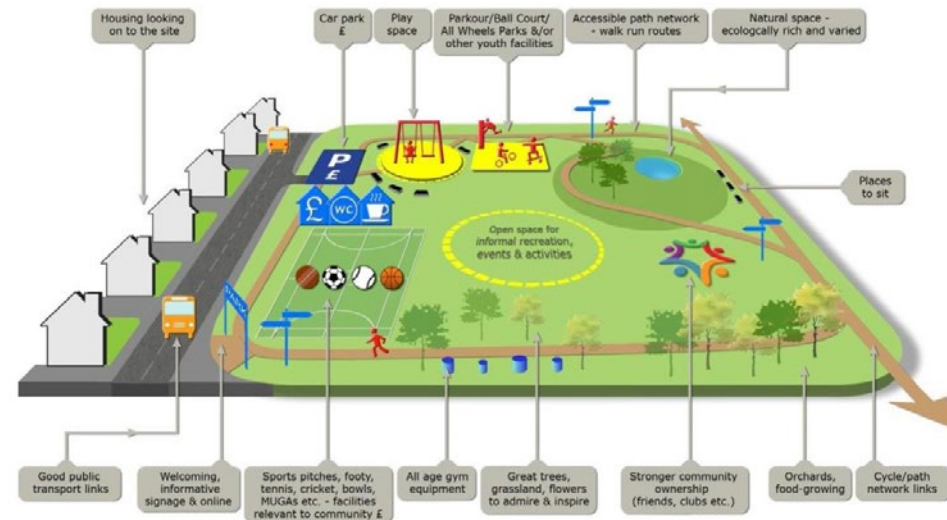 Housing looking
on to the site
Car park
£
Play
space
Parkour/Ball Court/
All Wheels Parks &/or
other youth facilities
Accessible path network
- walk run routes
Natural space -
ecologcally rich and varied
P
£
£
WC
Places
to sit
Open space for
informal recreation,
events & activities
Good public
transport links
Welcoming,
informative
signage & online
Sports pitches, footy,
tennis, cricket, bowls,
MUGAs etc. - facilities
relevant to community £
All age gym
equipment
Great trees,
grassland, flowers
to admire & inspire
Stronger community
ownership
(friends, clubs etc.)
Orchards,
food-growing
Cycle/path
network links